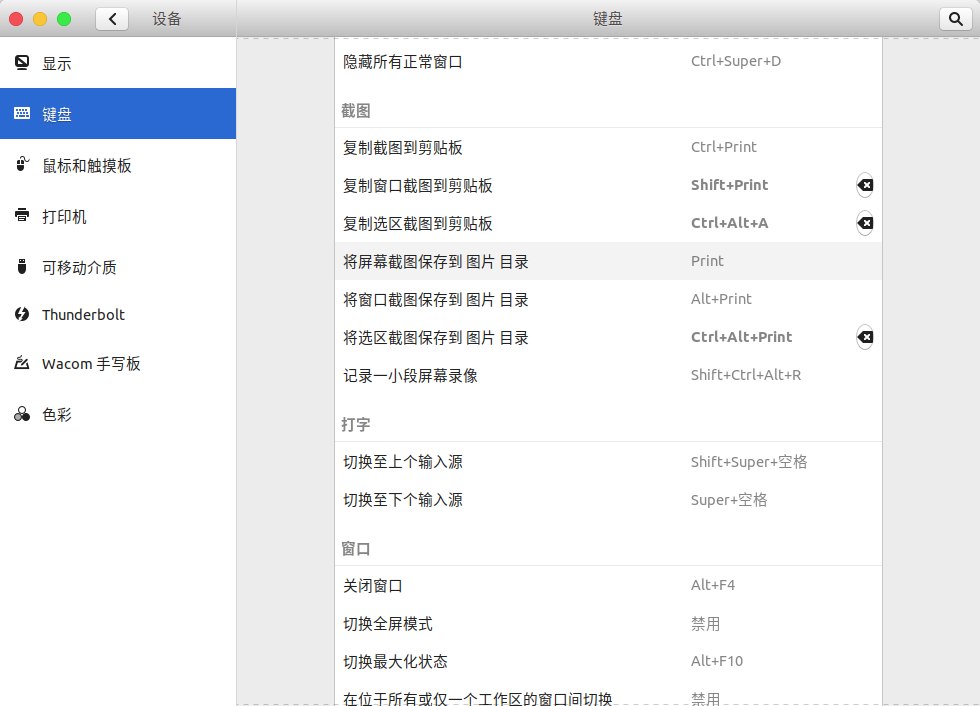 设备
键盘
显示
键盘
鼠标和触摸板
打印机
可移动介质
Thunderbolt
Wacom 手写板
色彩
隐藏所有正常窗口 Ctrl+Super+D
截图
复制截图到剪贴板 Ctrl+Print
复制窗口截图到剪贴板 Shift+Print
复制选区截图到剪贴板 Ctrl+Alt+A
将屏幕截图保存到 图片 目录 Print
将窗口截图保存到 图片 目录 Alt+Print
将选区截图保存到 图片 目录 Ctrl+Alt+Print
记录一小段屏幕录像 Shift+Ctrl+Alt+R
打字
切换至上个输入源 Shift+Super+空格
切换至下个输入源 Super+空格
窗口
关闭窗口 Alt+F4
切换全屏模式 禁用
切换最大化状态 Alt+F10
在位于所有或仅一个工作区的窗口间切换 禁用